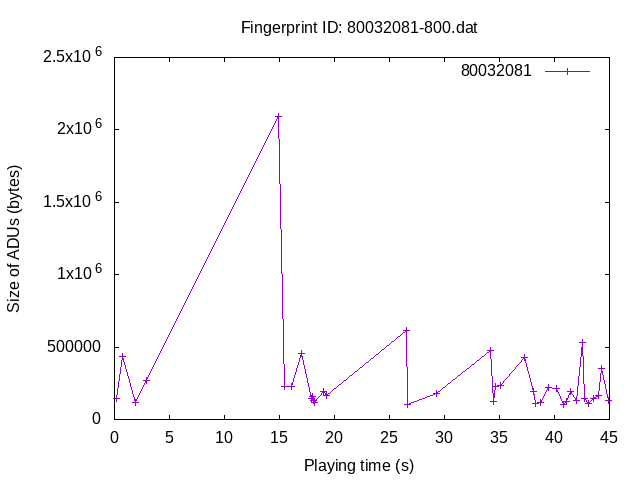 Fingerprint ID: 80032081-800.dat
2.5x10 6
80032081
2x10 6
1.5x10 6
1x10 6
500000
0
Size of ADUs (bytes)
0 5 10 15 20 25 30 35 40 45
Playing time (s)